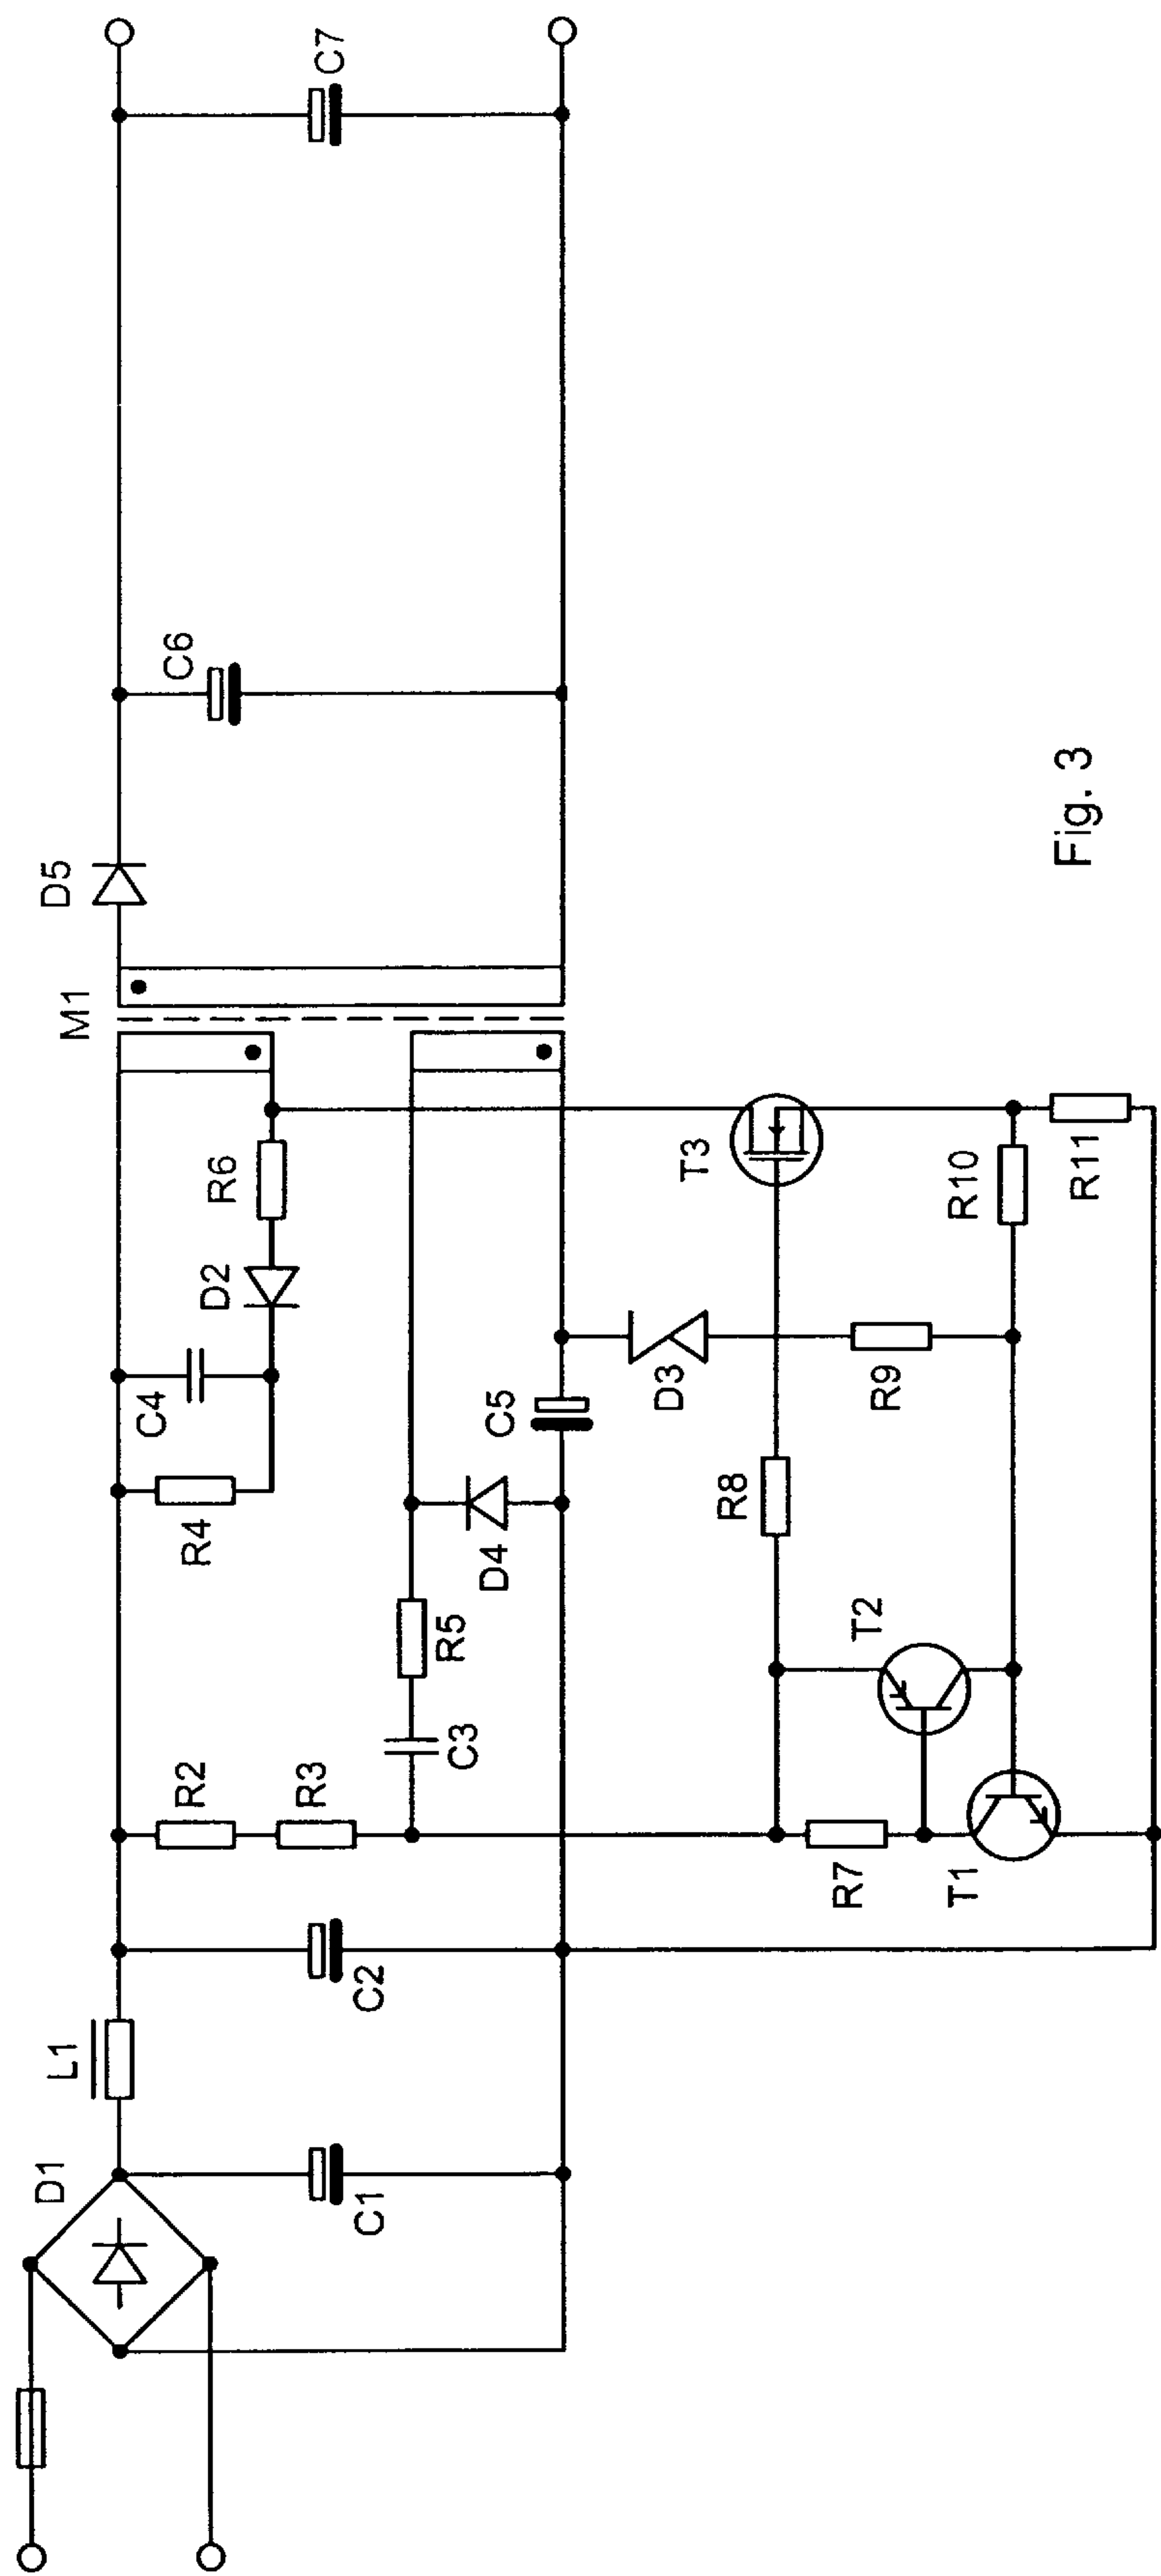 D1
L1
C1
C2
R2
R3
C3
R5
R4
C4
D2
R6
D4
C5
M1
D5
C6
C7
R7
T1
T2
R8
D3
R9
T3
R10
R11
Fig. 3